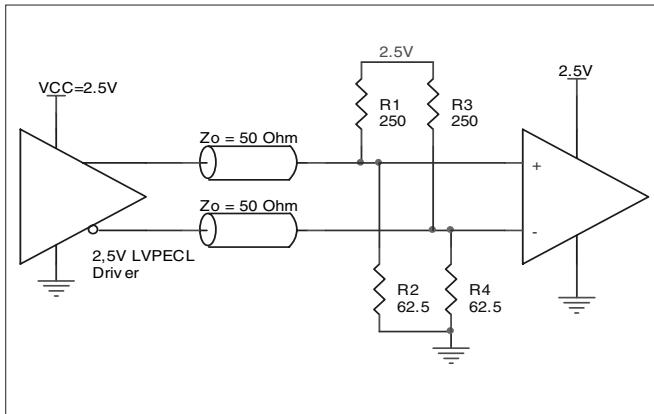 2.5V
VCC=2.5V
2.5V
R1
250
R3
250
Zo = 50 Ohm
+
Zo = 50 Ohm
-
2,5V LVPECL
Driver
R2
62.5
R4
62.5